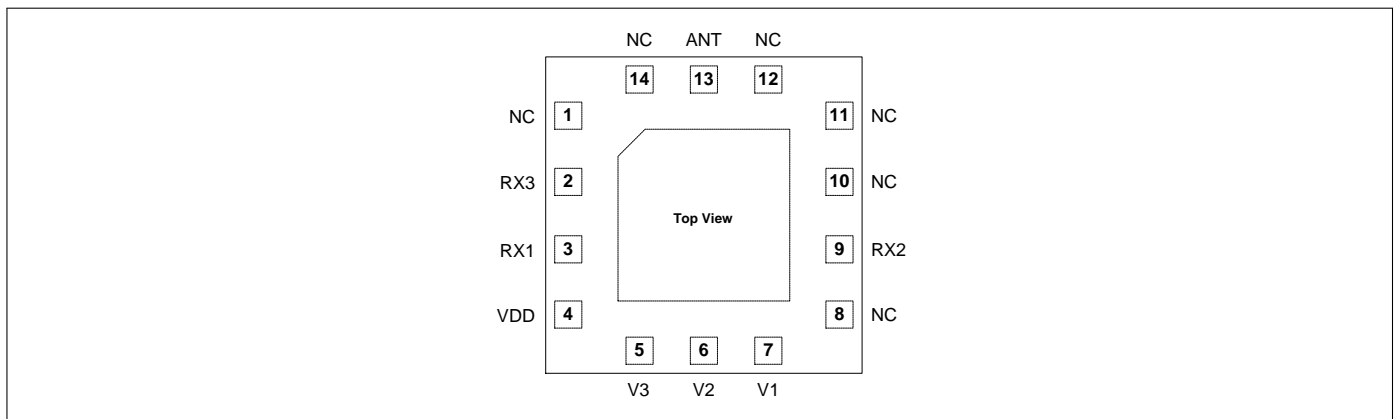 NC ANT NC
14 13 12
NC 1 11 NC
RX3 2 10 NC
Top View
RX1 3 9 RX2
VDD 4 8 NC
5 6 7
V3 V2 V1